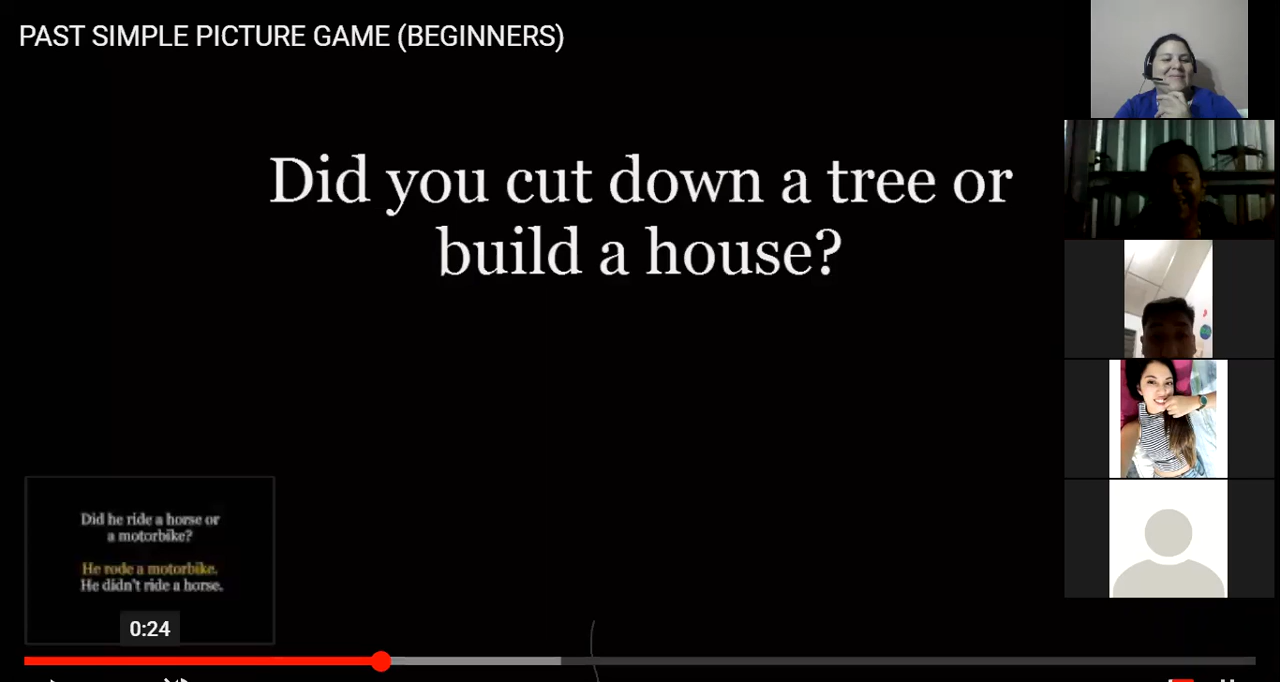 PAST SIMPLE PICTURE GAME (BEGINNERS)
Did you cut down a tree or
build a house?
Did he ride a horse or
a motorbike?
He rode a motorbike.
He didn't ride a horse.
0:24